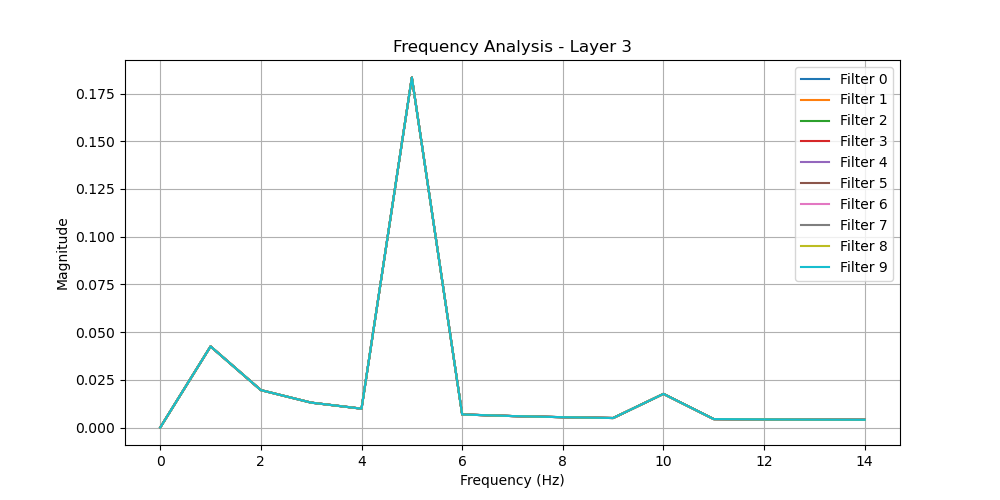 Frequency Analysis - Layer 3
Magnitude
0.175
0.150
0.125
0.100
0.075
0.050
0.025
0.000
Filter 0
Filter 1
Filter 2
Filter 3
Filter 4
Filter 5
Filter 6
Filter 7
Filter 8
Filter 9
0 2 4 6 8 10 12 14
Frequency (Hz)